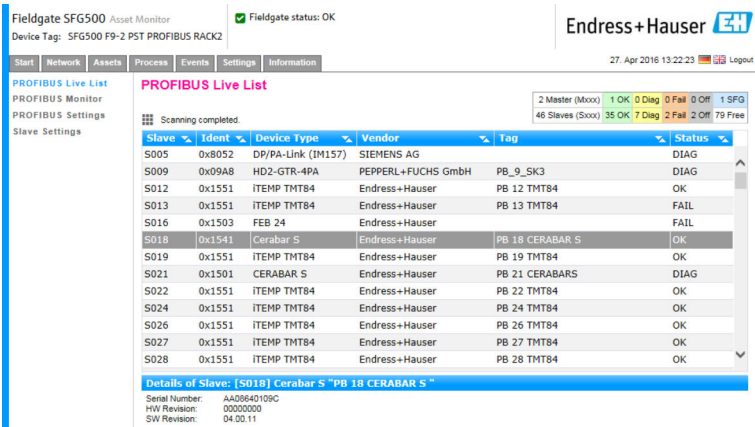 Fieldgate SFG500 Asset Monitor
Fieldgate status: OK
Device Tag: SFG500 F9-2 PST PROFIBUS RACK2
Endress+Hauser EH
Start Network Assets Process Events Settings Information
27. Apr 2016 13:22:23 Logout
PROFIBUS Live List
PROFIBUS Monitor
PROFIBUS Settings
Slave Settings
PROFIBUS Live List
2 Master (Mxxx) 1 OK 0 Diag 0 Fail 0 Off 1 SFG
46 Slaves (Sxxx) 35 OK 7 Diag 2 Fail 2 Off 79 Free
Scanning completed.
Slave Ident Device Type Vendor Tag Status
S005 0x8052 DP/PA-Link (IM157) SIEMENS AG DIAG
S009 0x09A8 HD2-GTR-4PA PEPPERL+FUCHS GmbH PB_9_SK3 DIAG
S012 0x1551 iTEMP TMT84 Endress+Hauser PB 12 TMT84 OK
S013 0x1551 iTEMP TMT84 Endress+Hauser PB 13 TMT84 FAIL
S016 0x1503 FEB 24 Endress+Hauser FAIL
S018 0x1541 Cerabar S Endress+Hauser PB 18 CERABAR S OK
S019 0x1551 iTEMP TMT84 Endress+Hauser PB 19 TMT84 OK
S021 0x1501 CERABAR S Endress+Hauser PB 21 CERABARS DIAG
S022 0x1551 iTEMP TMT84 Endress+Hauser PB 22 TMT84 OK
S024 0x1551 iTEMP TMT84 Endress+Hauser PB 24 TMT84 OK
S026 0x1551 iTEMP TMT84 Endress+Hauser PB 26 TMT84 OK
S027 0x1551 iTEMP TMT84 Endress+Hauser PB 27 TMT84 OK
S028 0x1551 iTEMP TMT84 Endress+Hauser PB 28 TMT84 OK
Details of Slave: [S018] Cerabar S "PB 18 CERABAR S "
Serial Number: AA08640109C
HW Revision: 00000000
SW Revision: 04.00.11